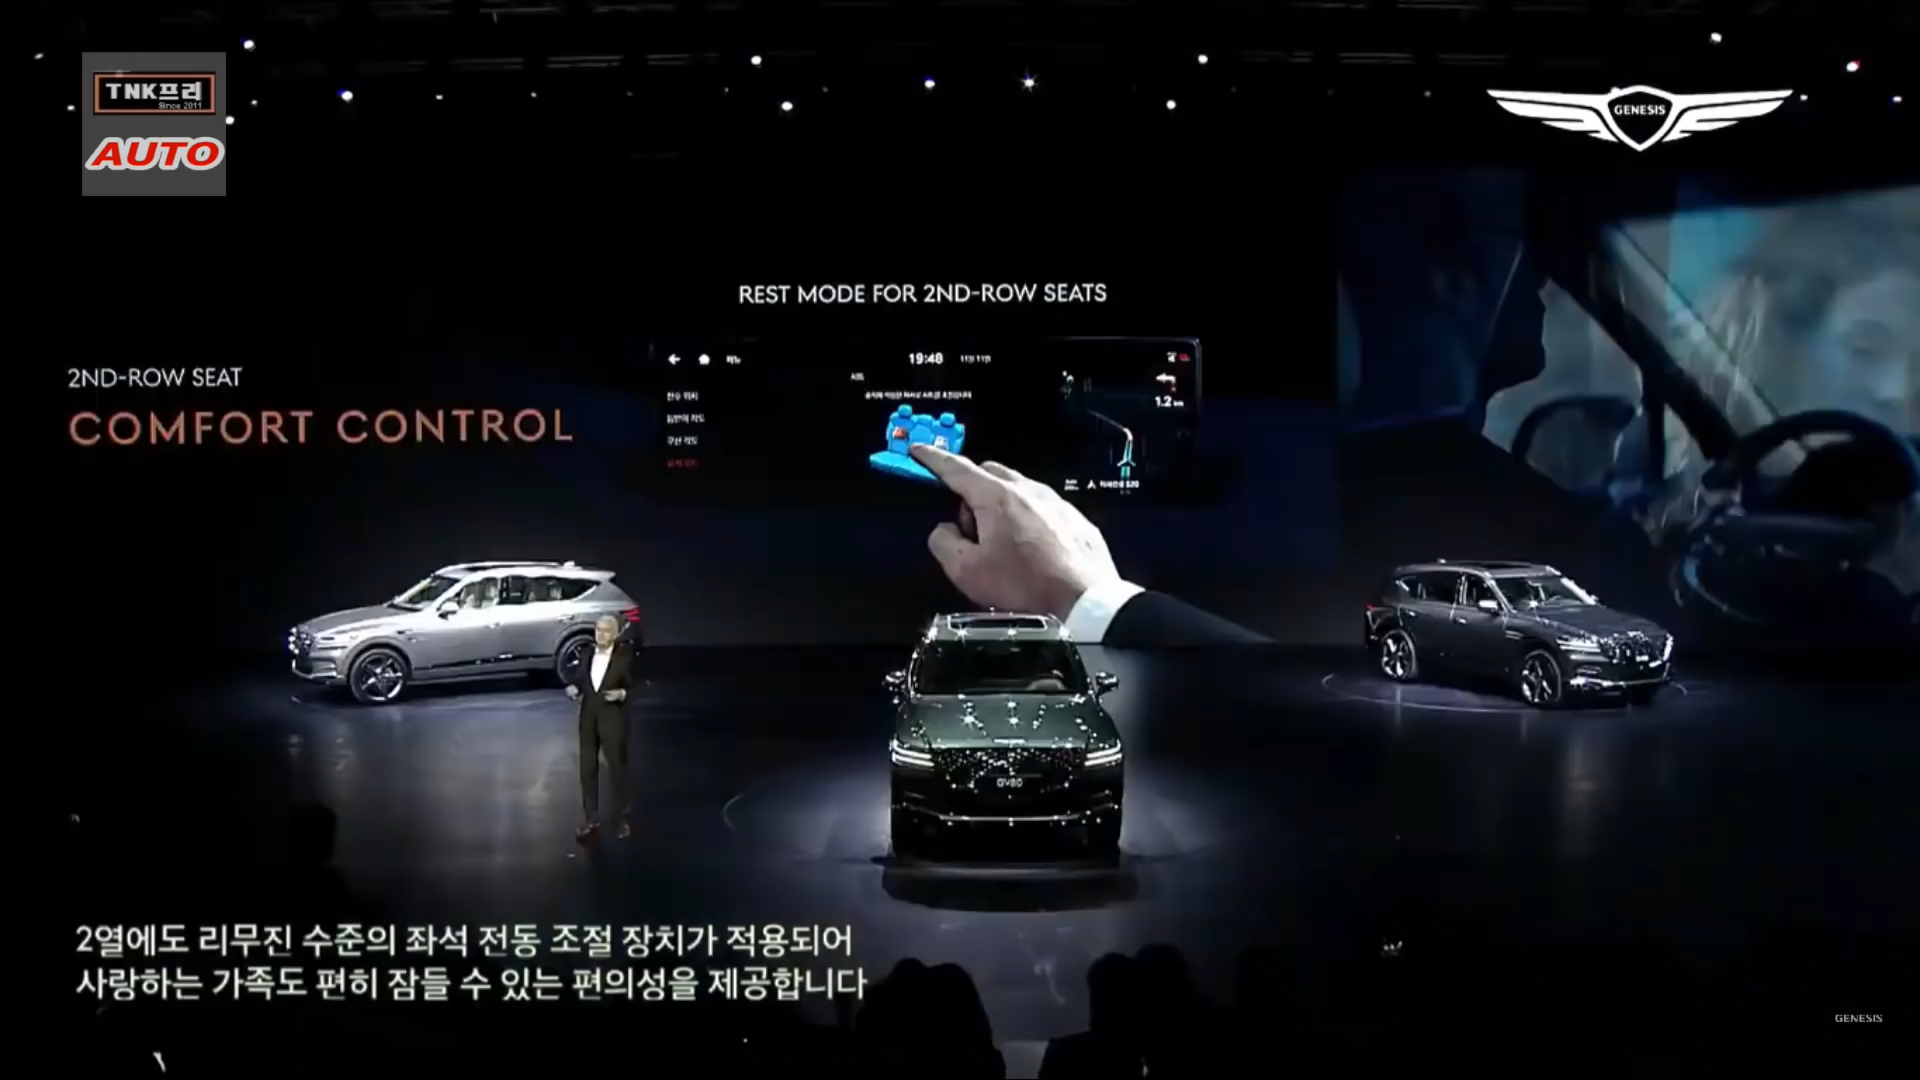 TNK프리
Since 2011
AUTO
GENESIS
REST MODE FOR 2ND-ROW SEATS
2ND-ROW SEAT
COMFORT CONTROL
19:48
1.2 km
GV80
2열에도 리무진 수준의 좌석 전동 조절 장치가 적용되어
사랑하는 가족도 편히 잠들 수 있는 편의성을 제공합니다
GENESIS